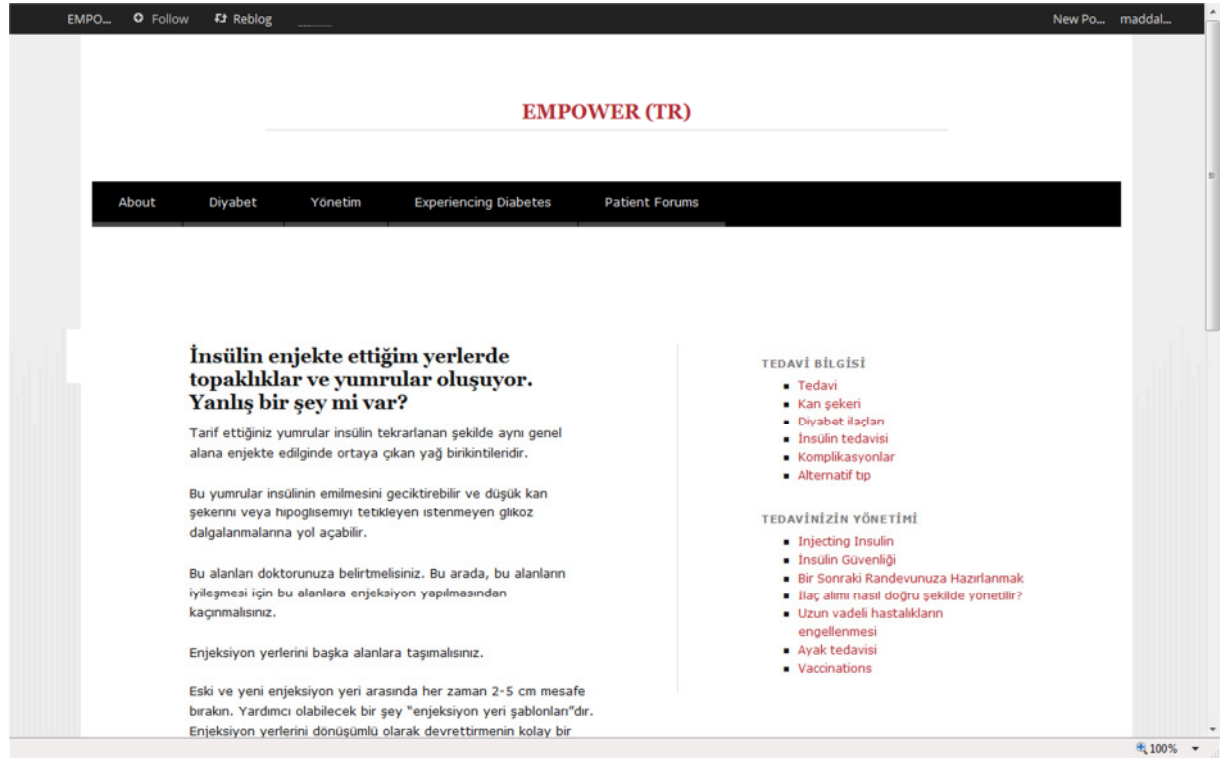 EMPO... Follow Reblog
New Po... maddal...
EMPOWER (TR)
About Diyabet Yönetim Experiencing Diabetes Patient Forums
İnsülin enjekte ettiğim yerlerde
topaklıklar ve yumrular oluşuyor.
Yanlış bir şey mi var?
Tarif ettiğiniz yumrular insülin tekrarlanan şekilde aynı genel
alana enjekte edilginde ortaya çıkan yağ birikintileridir.
Bu yumrular insülinin emilmesini geciktirebilir ve düşük kan
şekerini veya hipoglisemiyi tetikleyen istenmeyen glikoz
dalgalanmalarına yol açabilir.
Bu alanları doktorunuza belirtmelisiniz. Bu arada, bu alanların
iyileşmesi için bu alanlara enjeksiyon yapılmasından
kaçınmalısınız.
Enjeksiyon yerlerini başka alanlara taşımalısınız.
Eski ve yeni enjeksiyon yeri arasında her zaman 2-5 cm mesafe
bırakın. Yardımcı olabilecek bir şey “enjeksiyon yeri şablonları”dır.
Enjeksiyon yerlerini dönüşümlü olarak devrettirmenin kolay bir
TEDAVİ BİLGİSİ
Tedavi
Kan şekeri
Diyabet ilaçları
İnsülin tedavisi
Komplikasyonlar
Alternatif tıp
TEDAVİNİZİN YÖNETİMİ
Injecting Insulin
İnsülin Güvenliği
Bir Sonraki Randevunuza Hazırlanmak
İlaç alımı nasıl doğru şekilde yönetilir?
Uzun vadeli hastalıkların
engellenmesi
Ayak tedavisi
Vaccinations
100%